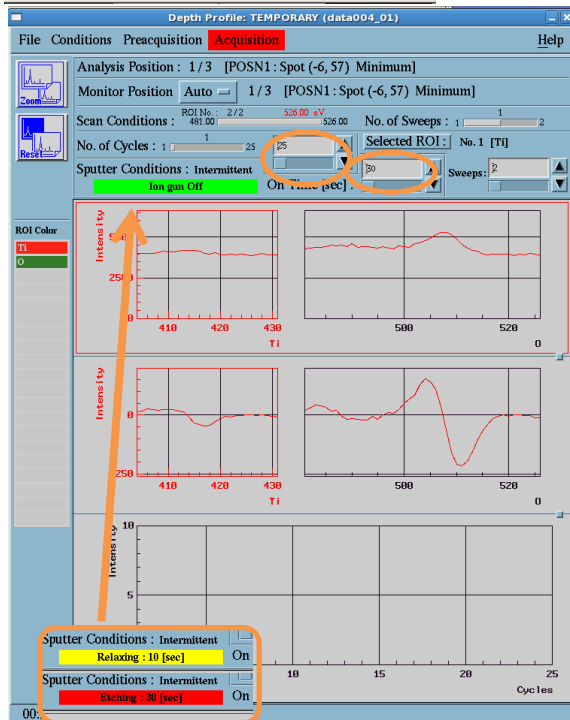 Depth Profile: TEMPORARY (data004_01)
File Conditions Preacquisition Acquisition Help
Zoom
Analysis Position : 1/3 [POSN1 : Spot (-6, 57) Minimum]
Monitor Position Auto 1/3 [POSN1 : Spot (-6, 57) Minimum]
Scan Conditions : ROI No. : 2/2 526.00 eV 481.00 526.00 No. of Sweeps : 1 1 2
Reset
No. of Cycles : 1 1 25 25 Selected ROI : No. 1 [Ti]
Sputter Conditions : Intermittent
Ion gun Off On Time [sec] : 30 Sweeps: 2
ROI Color
Ti
O
Intensity
2500
0
410 420 430 500 520
Ti O
Intensity
0
250
410 420 430 500 520
Ti O
10
Intensity
5
Sputter Conditions : Intermittent
Relaxing : 10 [sec] On
Sputter Conditions : Intermittent
Etching : 30 [sec] On
10 15 20 25
Cycles
00: